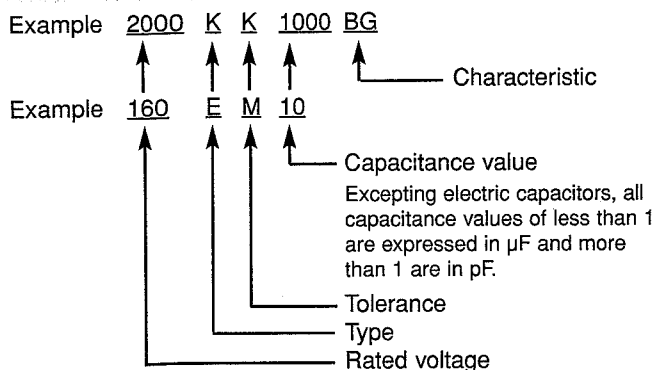 Example 2000 K K 1000 BG
Characteristic
Example 160 E M 10
Capacitance value
Excepting electric capacitors, all
capacitance values of less than 1
are expressed in µF and more
than 1 are in pF.
Tolerance
Type
Rated voltage